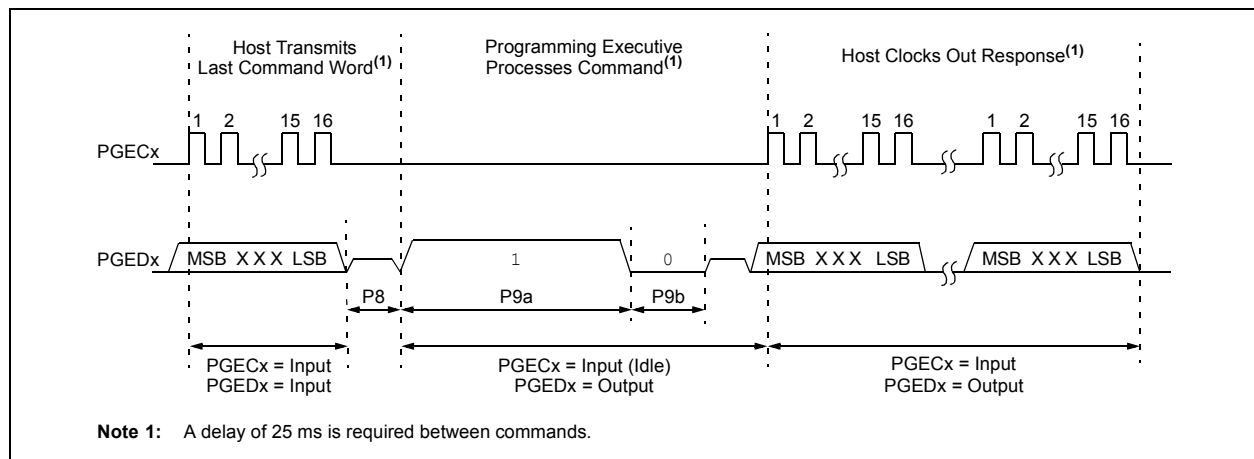 Host Transmits
Last Command Word(1)
Programming Executive
Processes Command(1)
Host Clocks Out Response(1)
1 2 15 16
1 2 15 16
1 2 15 16
PGECx
PGEDx
MSB X X X LSB
1
0
MSB X X X LSB
MSB X X X LSB
P8
P9a
P9b
PGECx = Input
PGEDx = Input
PGECx = Input (Idle)
PGEDx = Output
PGECx = Input
PGEDx = Output
Note 1: A delay of 25 ms is required between commands.